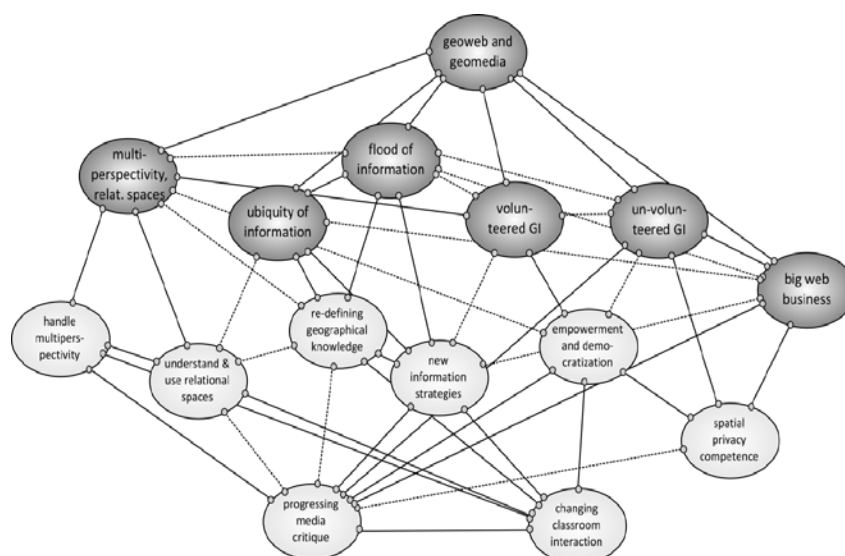 geoweb and
geomedia
flood of
information
multi-
perspectivity,
relat. spaces
ubiquity of
information
volun-
teered GI
un-volun-
teered GI
big web
business
handle
multipers-
pectivity
re-defining
geographical
knowledge
empowerment
and demo-
cratization
understand &
use relational
spaces
new
information
strategies
spatial
privacy
competence
progressing
media
critique
changing
classroom
interaction